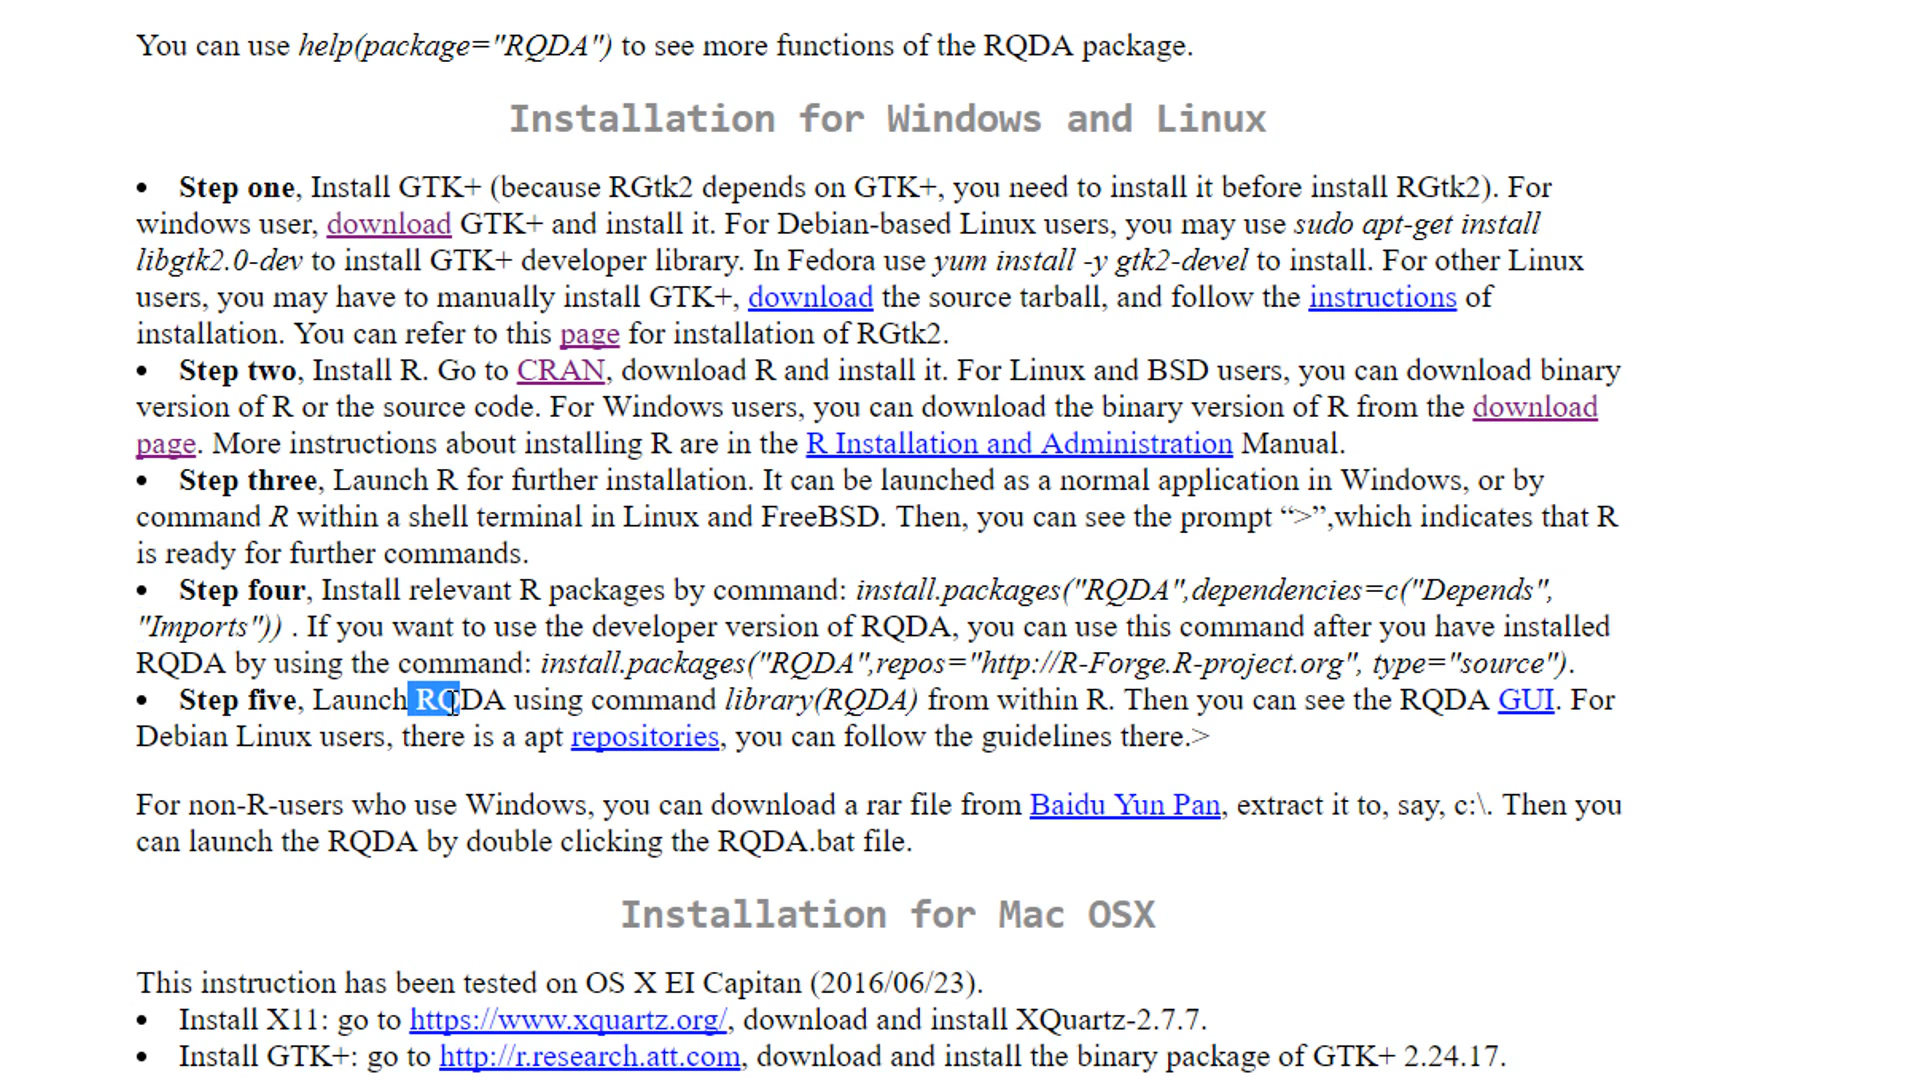 You can use help(package="RQDA") to see more functions of the RQDA package.
Installation for Windows and Linux
• Step one, Install GTK+ (because RGtk2 depends on GTK+, you need to install it before install RGtk2). For
windows user, download GTK+ and install it. For Debian-based Linux users, you may use sudo apt-get install
libgtk2.0-dev to install GTK+ developer library. In Fedora use yum install -y gtk2-devel to install. For other Linux
users, you may have to manually install GTK+, download the source tarball, and follow the instructions of
installation. You can refer to this page for installation of RGtk2.
• Step two, Install R. Go to CRAN, download R and install it. For Linux and BSD users, you can download binary
version of R or the source code. For Windows users, you can download the binary version of R from the download
page. More instructions about installing R are in the R Installation and Administration Manual.
• Step three, Launch R for further installation. It can be launched as a normal application in Windows, or by
command R within a shell terminal in Linux and FreeBSD. Then, you can see the prompt “>”,which indicates that R
is ready for further commands.
• Step four, Install relevant R packages by command: install.packages("RQDA",dependencies=c("Depends",
"Imports")) . If you want to use the developer version of RQDA, you can use this command after you have installed
RQDA by using the command: install.packages("RQDA",repos="http://R-Forge.R-project.org", type="source").
• Step five, Launch RQDA using command library(RQDA) from within R. Then you can see the RQDA GUI. For
Debian Linux users, there is a apt repositories, you can follow the guidelines there.>
For non-R-users who use Windows, you can download a rar file from Baidu Yun Pan, extract it to, say, c:\. Then you
can launch the RQDA by double clicking the RQDA.bat file.
Installation for Mac OSX
This instruction has been tested on OS X EI Capitan (2016/06/23).
• Install X11: go to https://www.xquartz.org/, download and install XQuartz-2.7.7.
• Install GTK+: go to http://r.research.att.com, download and install the binary package of GTK+ 2.24.17.